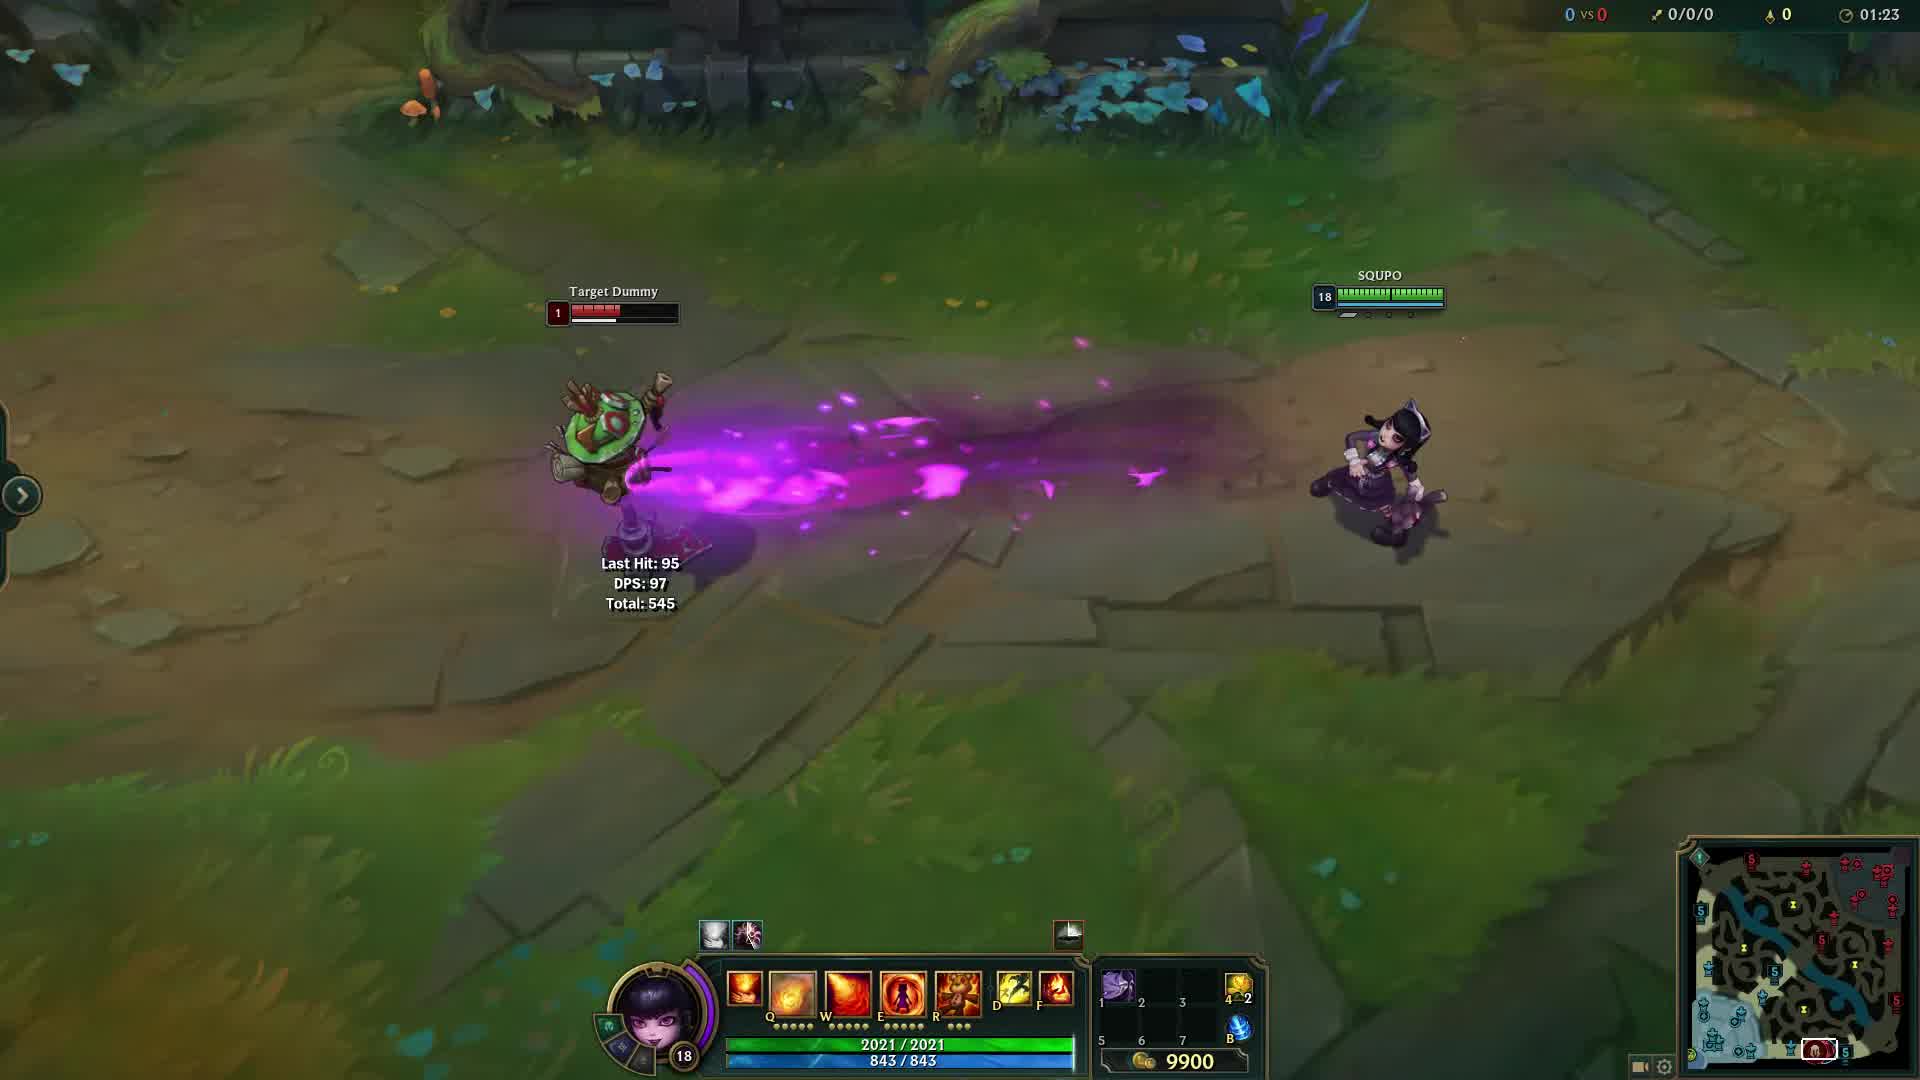 0 VS 0 0/0/0 0 01:23
SQUPO
18
Target Dummy
1
Last Hit: 95
DPS: 97
Total: 545
Q W E R D F
1 2 3 4 2
5 6 7 B
18
2021 / 2021
843 / 843
9900
S
S
S
S
S
S